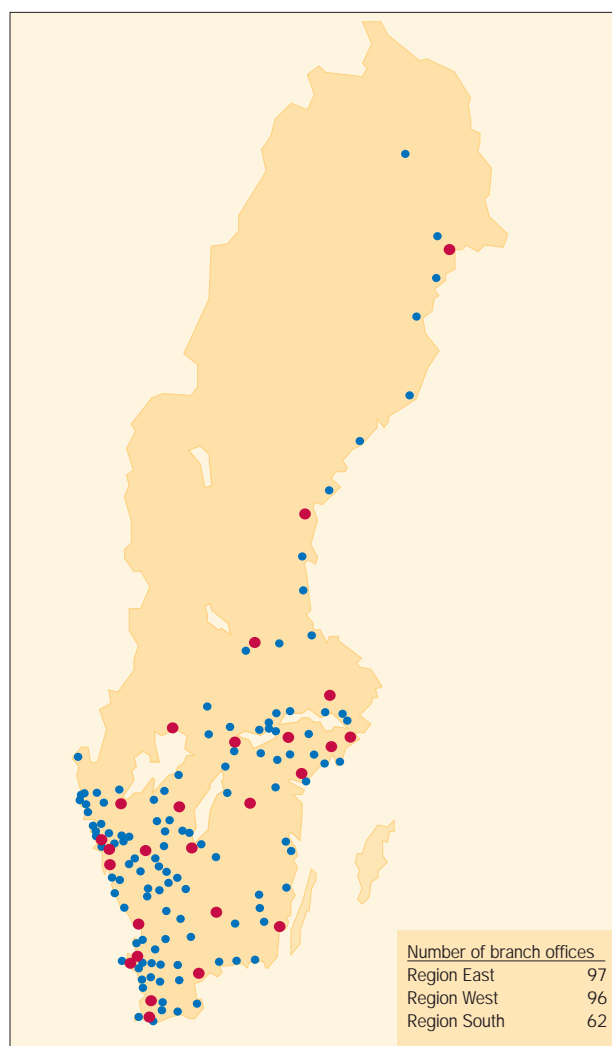 Number of branch offices
Region East 97
Region West 96
Region South 62